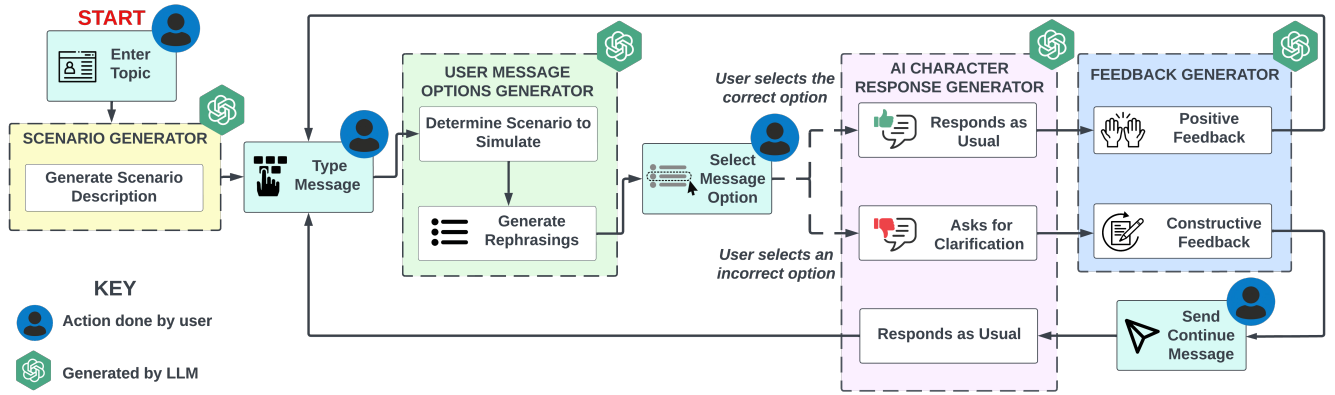 START
Enter
Topic
SCENARIO GENERATOR
Generate Scenario
Description
Type
Message
USER MESSAGE
OPTIONS GENERATOR
Determine Scenario to
Simulate
Generate
Rephrasings
Select
Message
Option
User selects the
correct option
User selects an
incorrect option
AI CHARACTER
RESPONSE GENERATOR
Responds as
Usual
Asks for
Clarification
Responds as Usual
FEEDBACK GENERATOR
Positive
Feedback
Constructive
Feedback
Send
Continue
Message
KEY
Action done by user
Generated by LLM